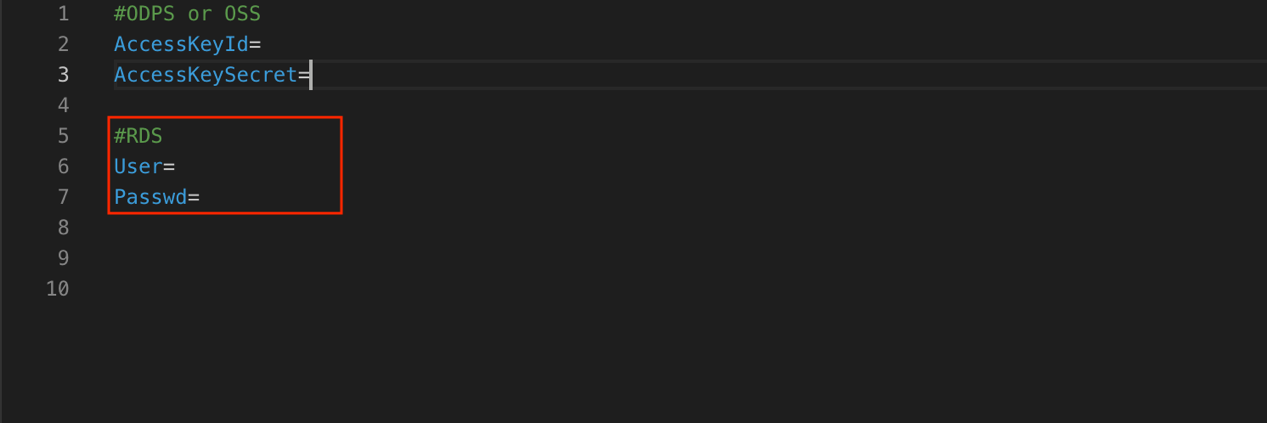 1 #ODPS or OSS
2 AccessKeyId=
3 AccessKeySecret=
4
5 #RDS
6 User=
7 Passwd=
8
9
10